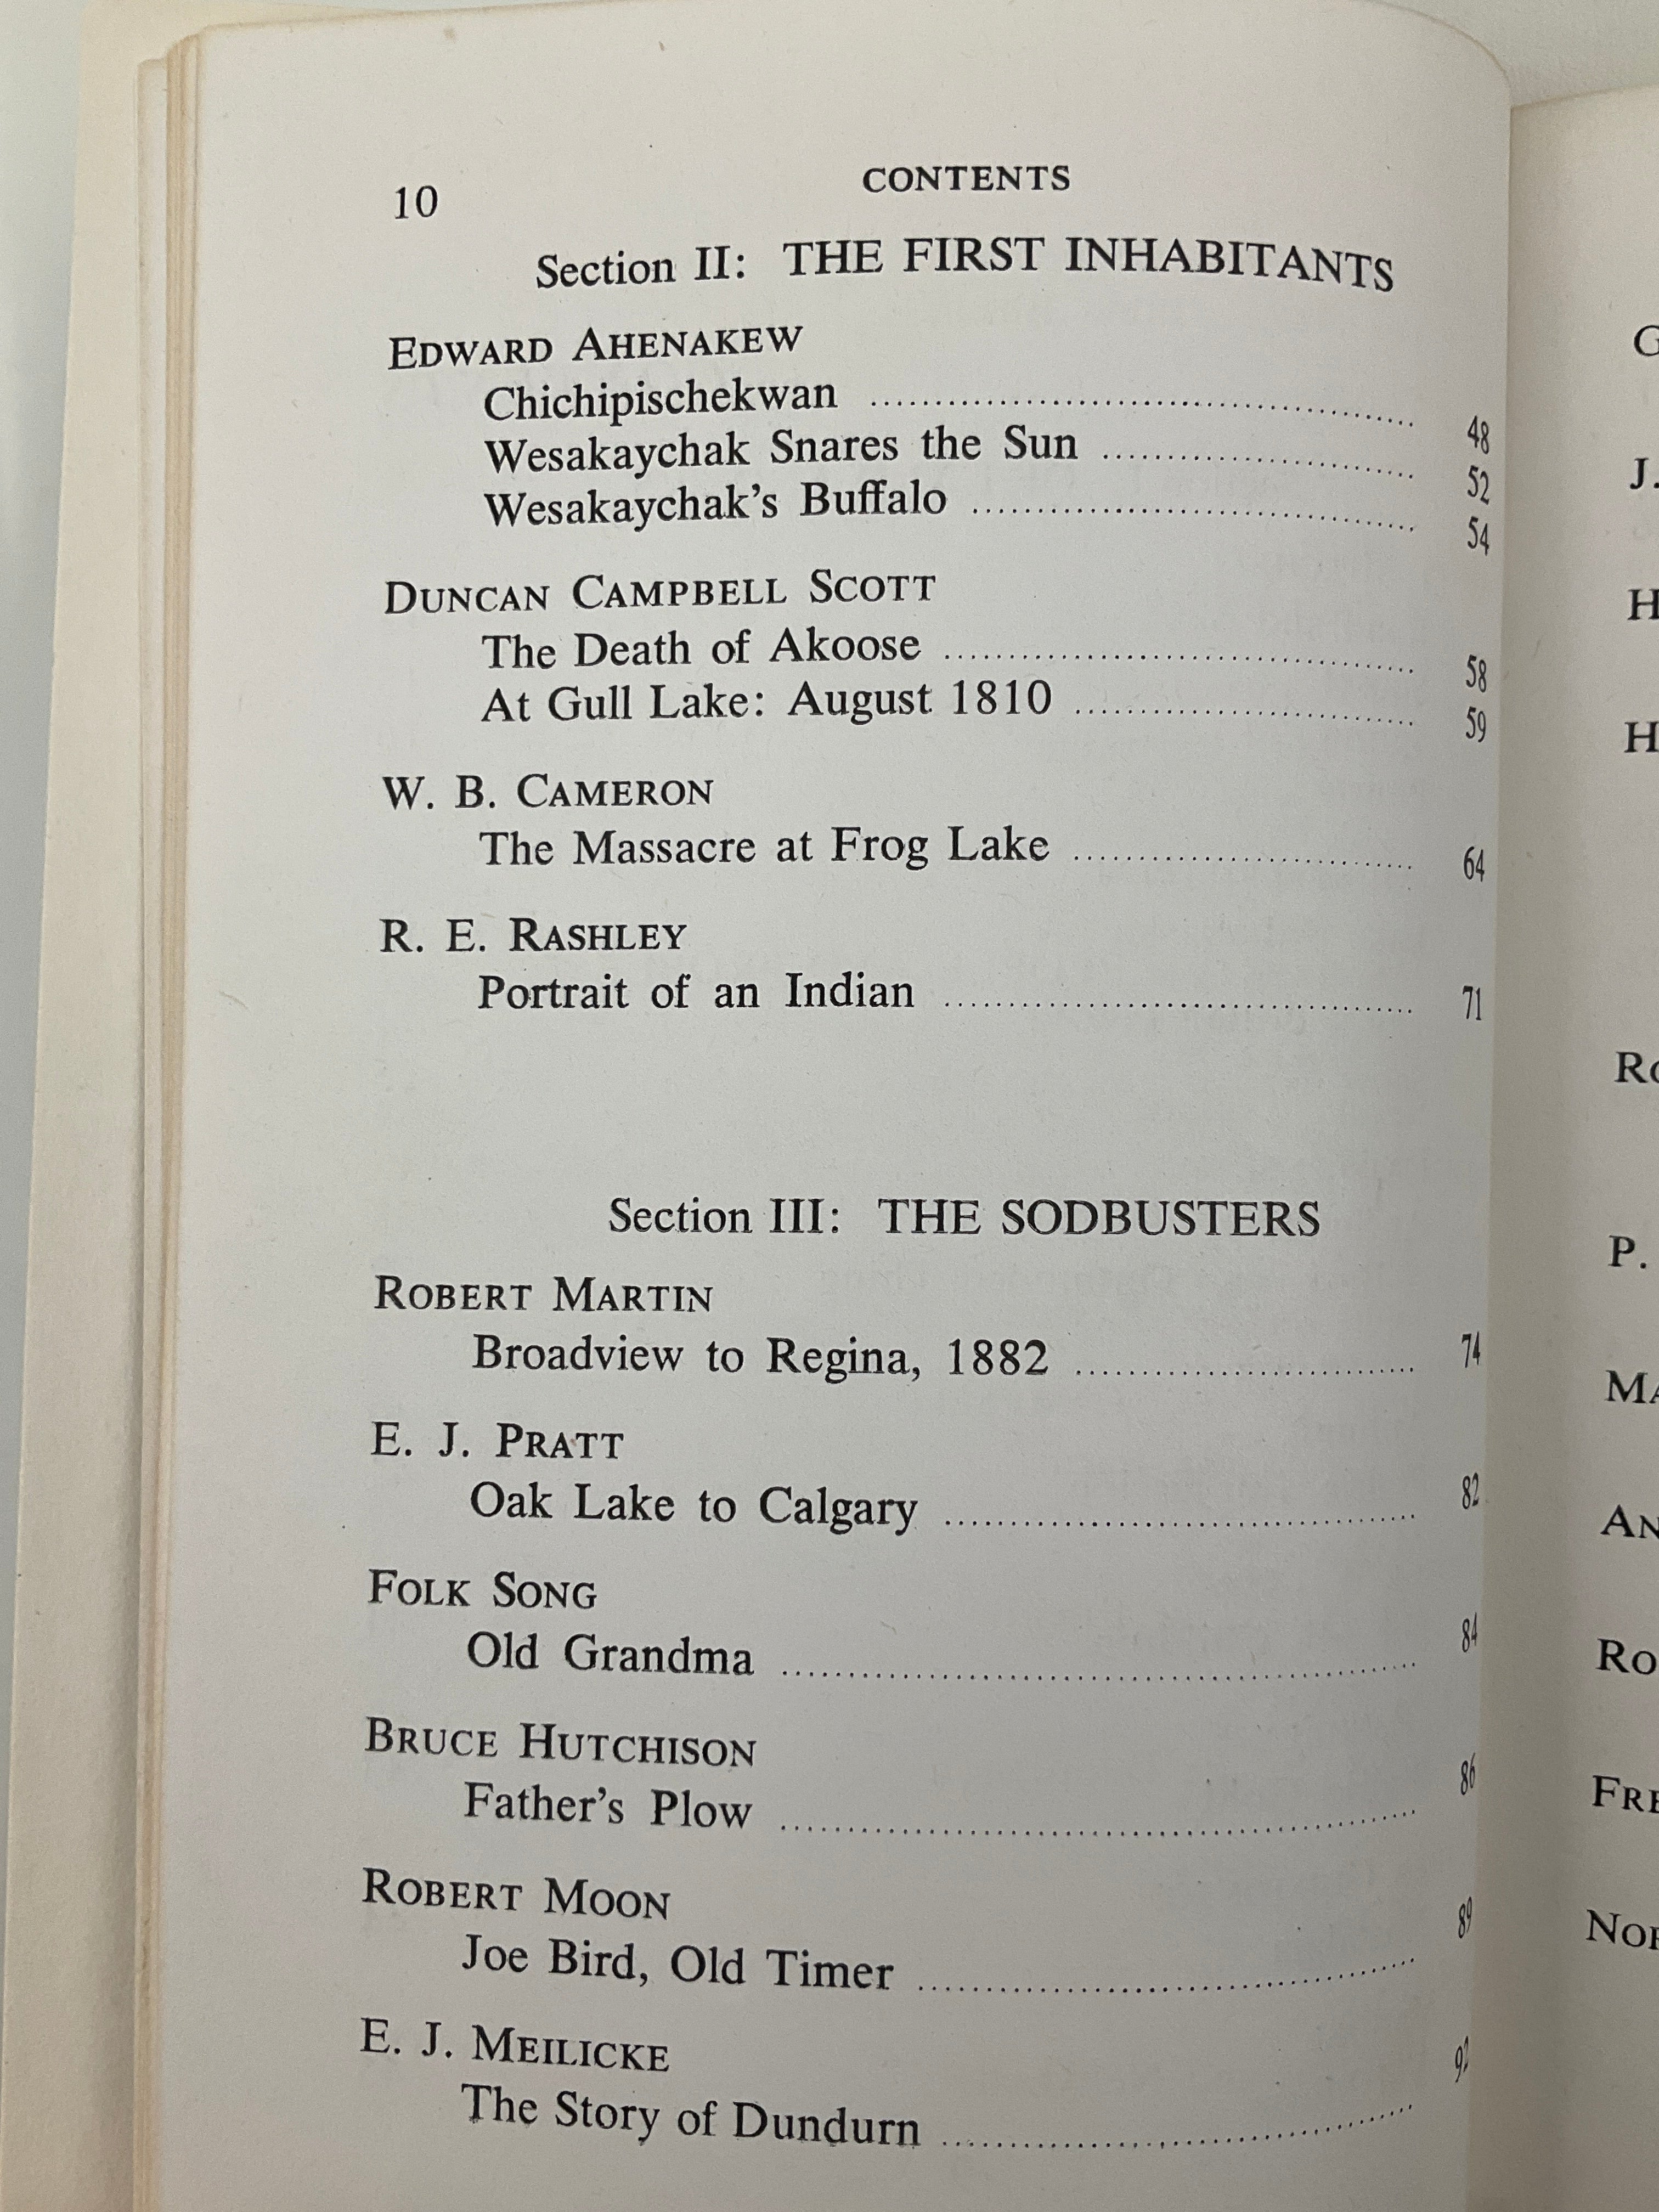 10 CONTENTS
Section II: THE FIRST INHABITANTS
EDWARD AHENAKEW
Chichipischekwan 48
Wesakaychak Snares the Sun 52
Wesakaychak's Buffalo 54
DUNCAN CAMPBELL SCOTT
The Death of Akoose 58
At Gull Lake: August 1810 59
W. B. CAMERON
The Massacre at Frog Lake 64
R. E. RASHLEY
Portrait of an Indian 71
Section III: THE SODBUSTERS
ROBERT MARTIN
Broadview to Regina, 1882 74
E. J. PRATT
Oak Lake to Calgary 82
FOLK SONG
Old Grandma 84
BRUCE HUTCHISON
Father's Plow 86
ROBERT MOON
Joe Bird, Old Timer 89
E. J. MEILICKE
The Story of Dundurn 92
J.
P.